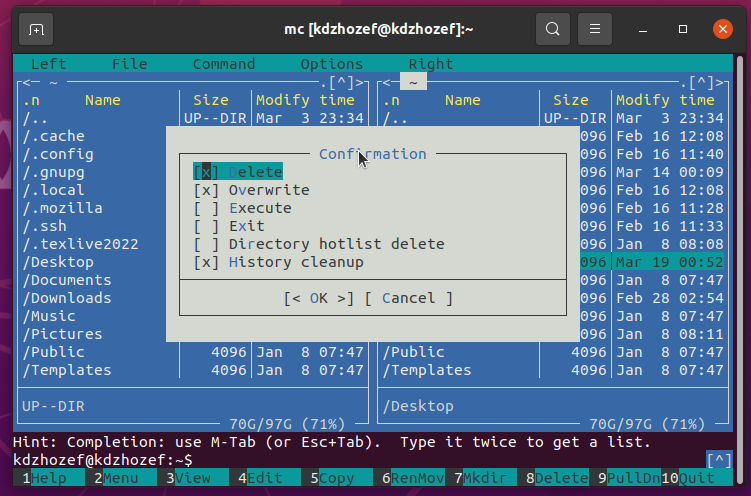 mc [kdzhozef@kdzhozef]:~
Left File Command Options Right
<— ~ .[^]> <— ~ .[^]>
.n Name Size Modify time .n Name Size Modify time
/.. UP--DIR Mar 3 23:34 /.. UP--DIR Mar 3 23:34
/.cache 096 Feb 16 12:08
/.config 096 Feb 16 11:40
/.gnupg 096 Mar 14 00:09
/.local 096 Feb 16 12:08
/.mozilla 096 Feb 16 11:28
/.ssh 096 Feb 16 11:33
/.texlive2022 096 Jan 8 08:08
/Desktop 096 Mar 19 00:52
/Documents 096 Jan 8 07:47
/Downloads 096 Feb 28 02:54
/Music 096 Jan 8 07:47
/Pictures 096 Jan 8 08:11
Confirmation
[x] Delete
[x] Overwrite
[ ] Execute
[ ] Exit
[ ] Directory hotlist delete
[x] History cleanup
[< OK >] [ Cancel ]
/Public 4096 Jan 8 07:47 /Public 4096 Jan 8 07:47
/Templates 4096 Jan 8 07:47 /Templates 4096 Jan 8 07:47
UP--DIR /Desktop
70G/97G (71%) 70G/97G (71%)
Hint: Completion: use M-Tab (or Esc+Tab). Type it twice to get a list.
kdzhozef@kdzhozef:~$ [^]
1Help 2Menu 3View 4Edit 5Copy 6RenMov 7Mkdir 8Delete 9PullDn 10Quit